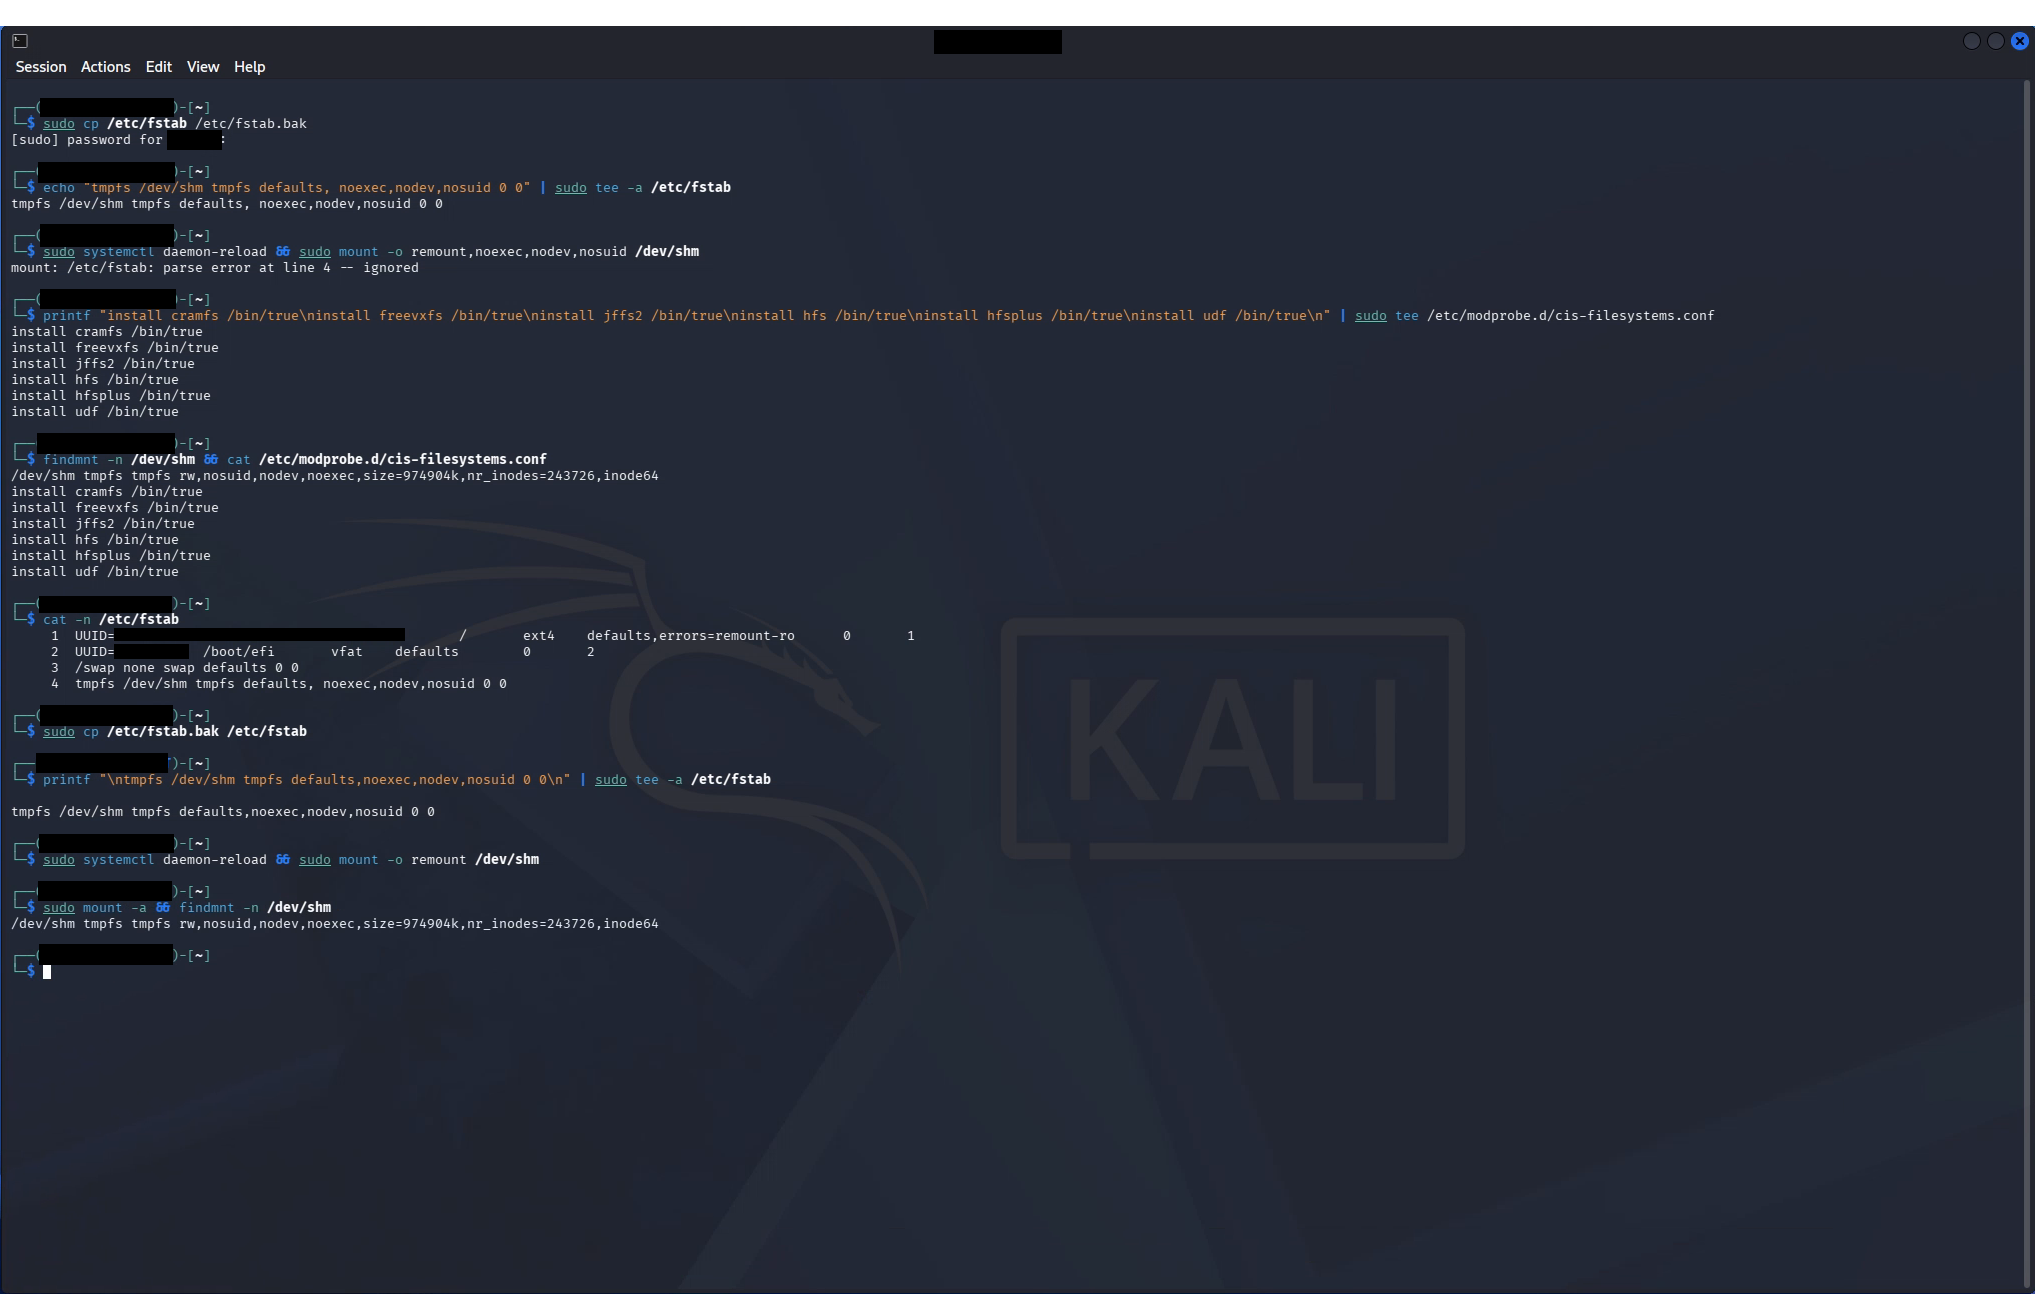 Session Actions Edit View Help
┌──( )-[~]
└─$ sudo cp /etc/fstab /etc/fstab.bak
[sudo] password for :
┌──( )-[~]
└─$ echo "tmpfs /dev/shm tmpfs defaults, noexec,nodev,nosuid 0 0" | sudo tee -a /etc/fstab
tmpfs /dev/shm tmpfs defaults, noexec,nodev,nosuid 0 0
┌──( )-[~]
└─$ sudo systemctl daemon-reload && sudo mount -o remount,noexec,nodev,nosuid /dev/shm
mount: /etc/fstab: parse error at line 4 -- ignored
┌──( )-[~]
└─$ printf "install cramfs /bin/true\ninstall freevxfs /bin/true\ninstall jffs2 /bin/true\ninstall hfs /bin/true\ninstall hfsplus /bin/true\ninstall udf /bin/true\n" | sudo tee /etc/modprobe.d/cis-filesystems.conf
install cramfs /bin/true
install freevxfs /bin/true
install jffs2 /bin/true
install hfs /bin/true
install hfsplus /bin/true
install udf /bin/true
┌──( )-[~]
└─$ findmnt -n /dev/shm && cat /etc/modprobe.d/cis-filesystems.conf
/dev/shm tmpfs tmpfs rw,nosuid,nodev,noexec,size=974904k,nr_inodes=243726,inode64
install cramfs /bin/true
install freevxfs /bin/true
install jffs2 /bin/true
install hfs /bin/true
install hfsplus /bin/true
install udf /bin/true
┌──( )-[~]
└─$ cat -n /etc/fstab
1 UUID= / ext4 defaults,errors=remount-ro 0 1
2 UUID= /boot/efi vfat defaults 0 2
3 /swap none swap defaults 0 0
4 tmpfs /dev/shm tmpfs defaults, noexec,nodev,nosuid 0 0
┌──( )-[~]
└─$ sudo cp /etc/fstab.bak /etc/fstab
┌──( )-[~]
└─$ printf "\ntmpfs /dev/shm tmpfs defaults,noexec,nodev,nosuid 0 0\n" | sudo tee -a /etc/fstab
tmpfs /dev/shm tmpfs defaults,noexec,nodev,nosuid 0 0
┌──( )-[~]
└─$ sudo systemctl daemon-reload && sudo mount -o remount /dev/shm
┌──( )-[~]
└─$ sudo mount -a && findmnt -n /dev/shm
/dev/shm tmpfs tmpfs rw,nosuid,nodev,noexec,size=974904k,nr_inodes=243726,inode64
┌──( )-[~]
└─$
KALI